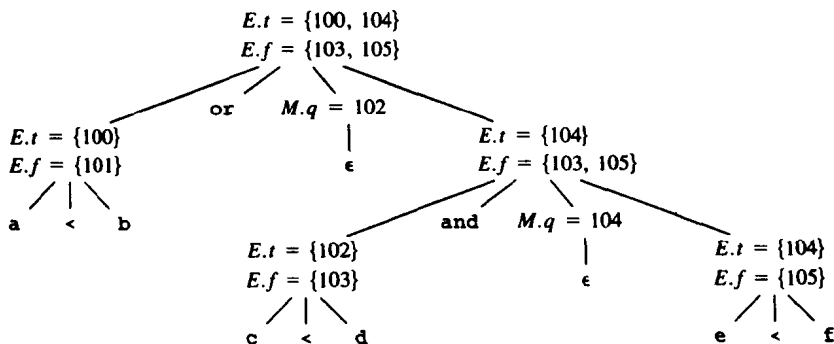 E.t = {100, 104}
E.f = {103, 105}
or M.q = 102
E.t = {100} E.t = {104}
E.f = {101} ϵ E.f = {103, 105}
a < b and M.q = 104
E.t = {102} E.t = {104}
E.f = {103} ϵ E.f = {105}
c < d e < f